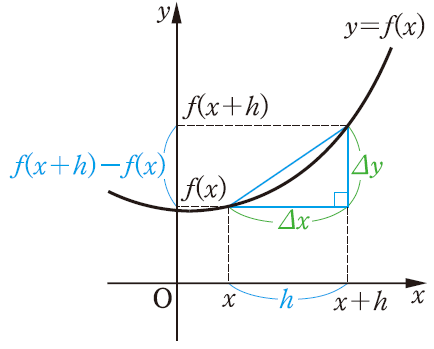 y
y=f(x)
f(x+h)
f(x+h)−f(x)
Δy
f(x)
Δx
O
x
h
x+h
x